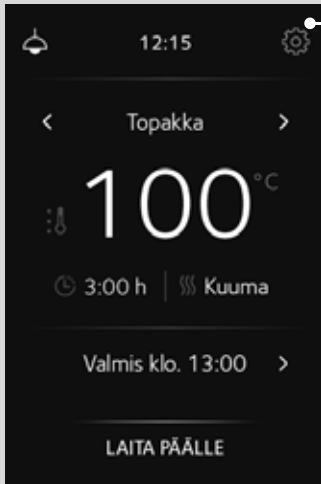 12:15
Topakka
100 °C
3:00 h | Kuuma
Valmis klo. 13:00
LAITA PÄÄLLE